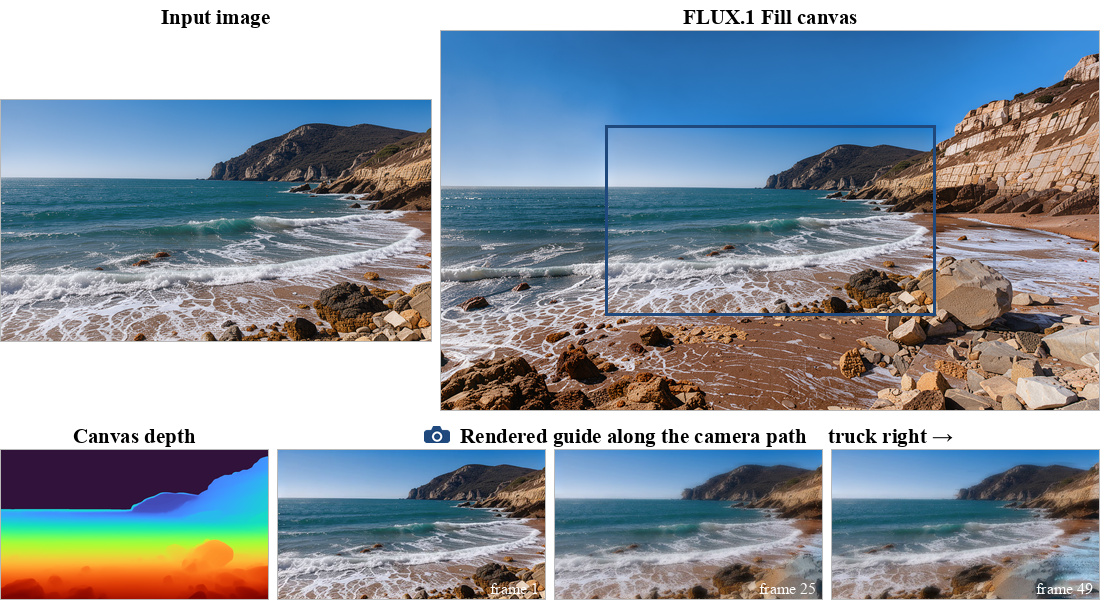 Input image
FLUX.1 Fill canvas
Canvas depth
Rendered guide along the camera path truck right →
frame 1
frame 25
frame 49